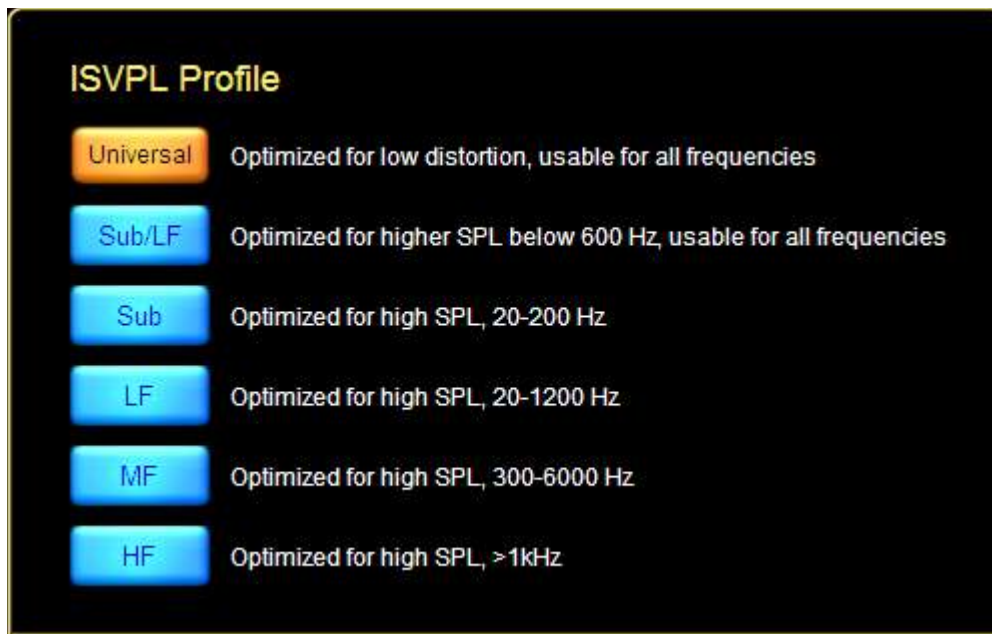 ISVPL Profile
Universal Optimized for low distortion, usable for all frequencies
Sub/LF Optimized for higher SPL below 600 Hz, usable for all frequencies
Sub Optimized for high SPL, 20-200 Hz
LF Optimized for high SPL, 20-1200 Hz
MF Optimized for high SPL, 300-6000 Hz
HF Optimized for high SPL, >1kHz